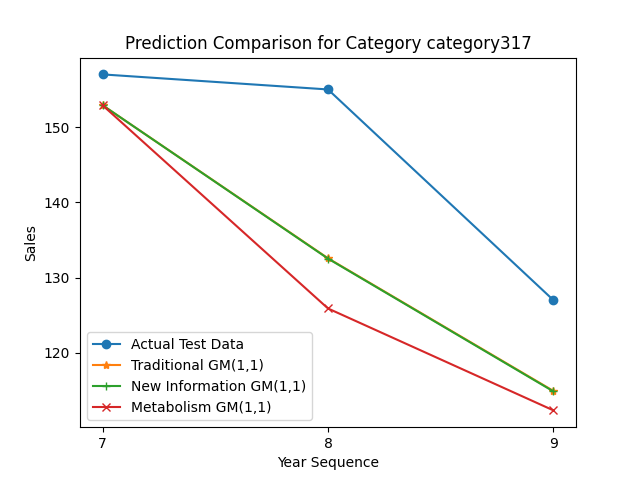 Prediction Comparison for Category category317
Sales
150
140
130
120
Actual Test Data
Traditional GM(1,1)
New Information GM(1,1)
Metabolism GM(1,1)
7
8
9
Year Sequence